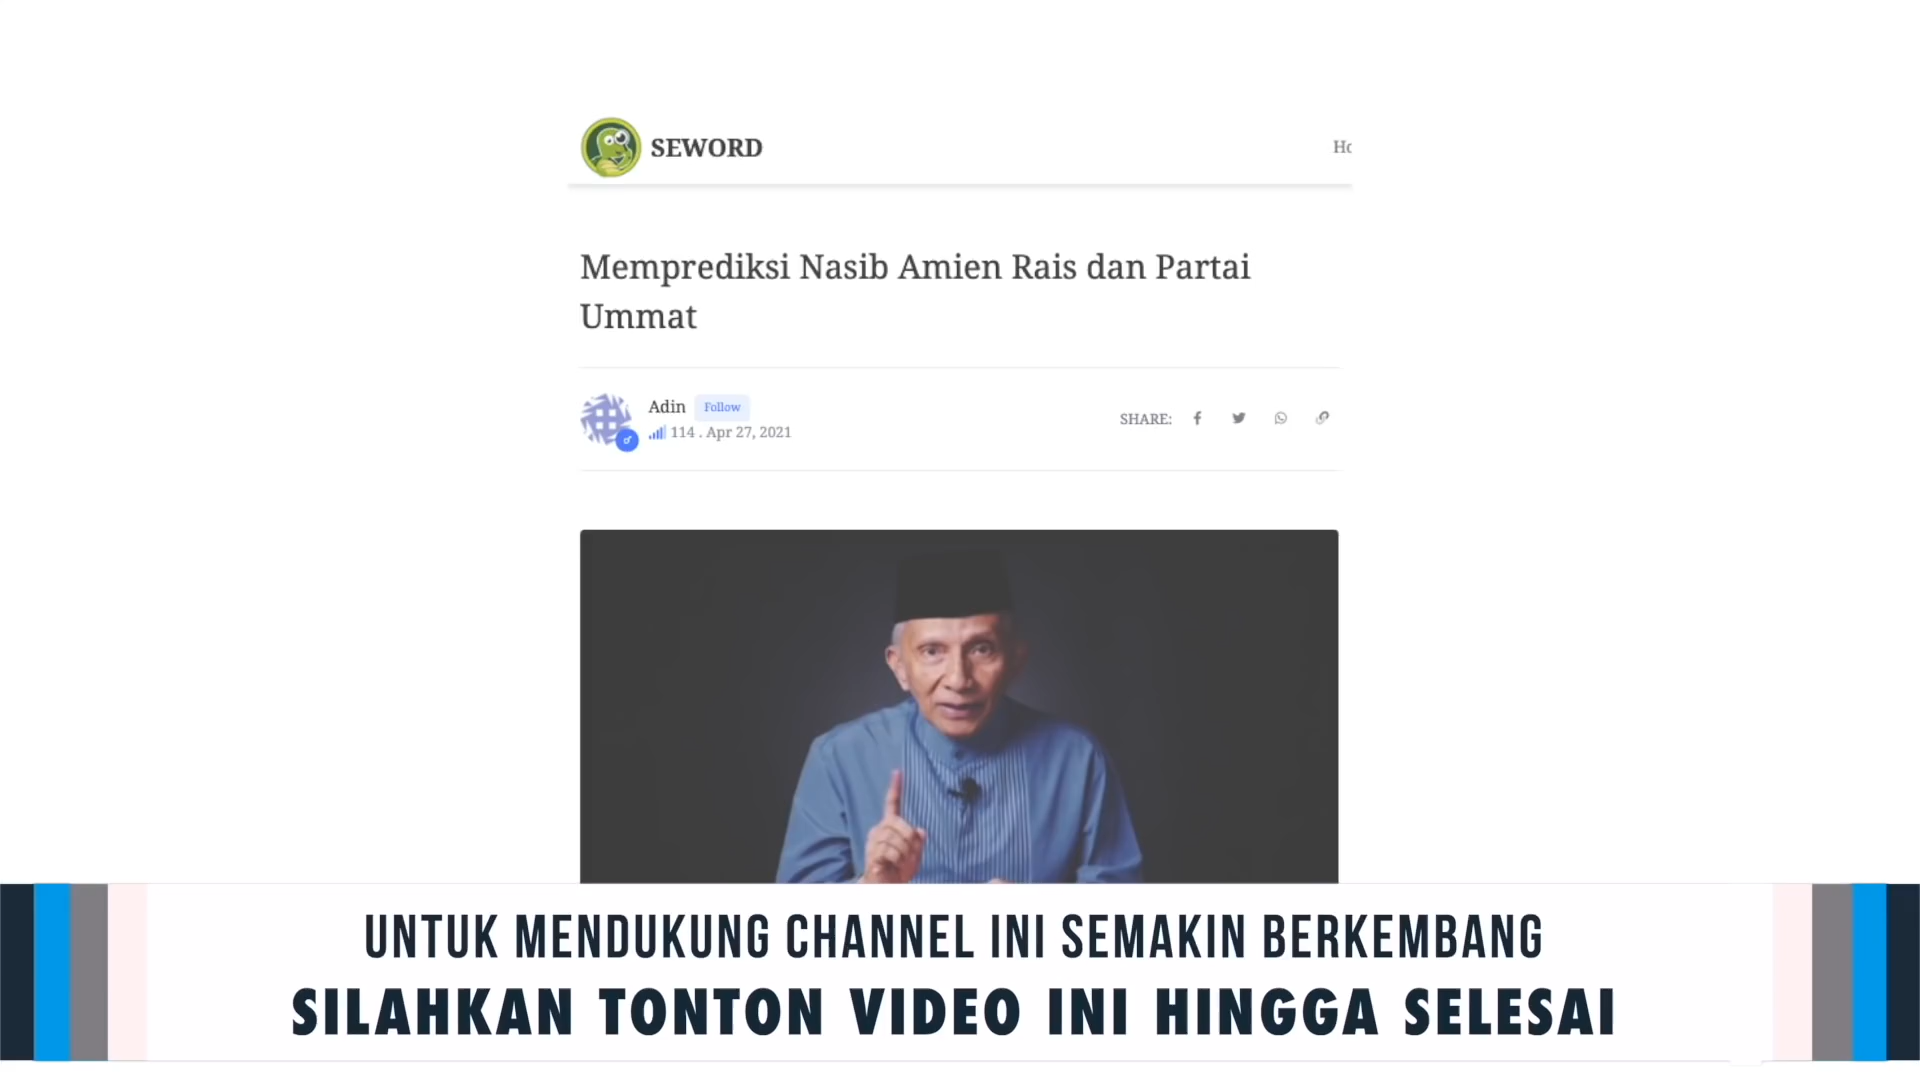 SEWORD
Memprediksi Nasib Amien Rais dan Partai
Ummat
Adin Follow
114 . Apr 27, 2021
SHARE:
UNTUK MENDUKUNG CHANNEL INI SEMAKIN BERKEMBANG
SILAHKAN TONTON VIDEO INI HINGGA SELESAI